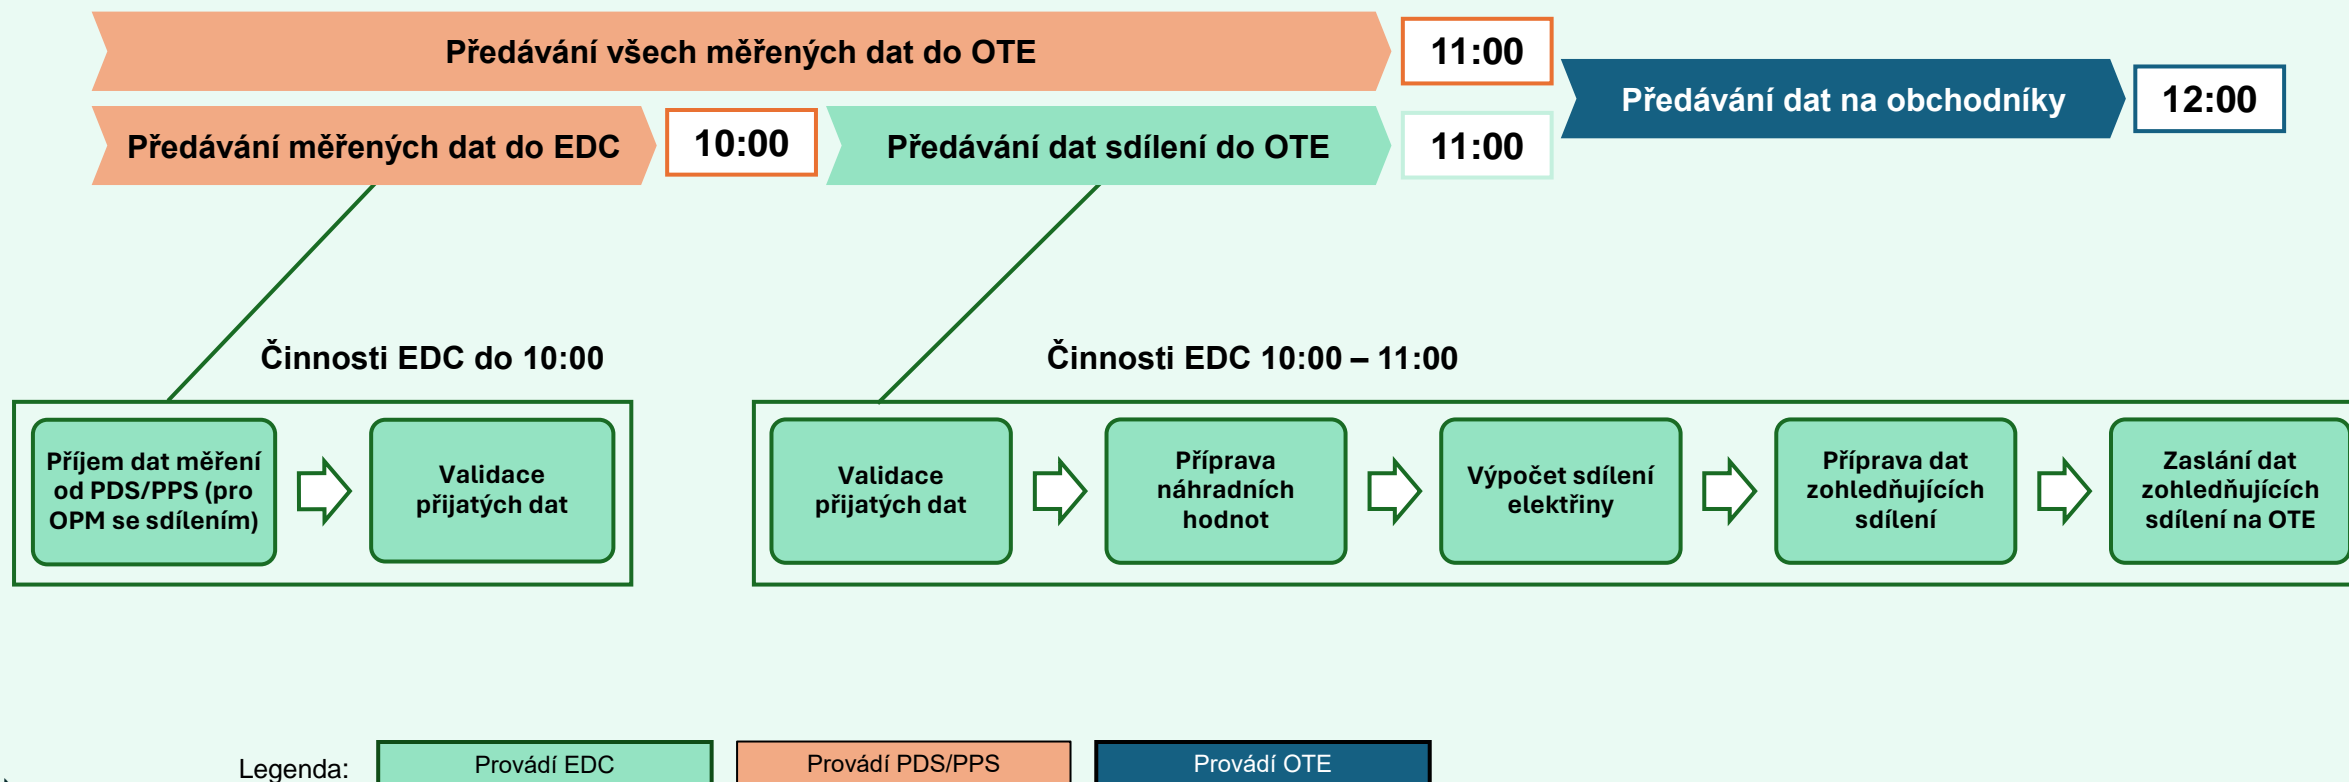 Předávání všech měřených dat do OTE
11:00
Předávání dat na obchodníky
12:00
Předávání měřených dat do EDC
10:00
Předávání dat sdílení do OTE
11:00
Činnosti EDC do 10:00
Činnosti EDC 10:00 – 11:00
Příjem dat měření
od PDS/PPS (pro
OPM se sdílením)
Validace
přijatých dat
Validace
přijatých dat
Příprava
náhradních
hodnot
Výpočet sdílení
elektřiny
Příprava dat
zohledňujících
sdílení
Zaslání dat
zohledňujících
sdílení na OTE
Legenda:
Provádí EDC
Provádí PDS/PPS
Provádí OTE